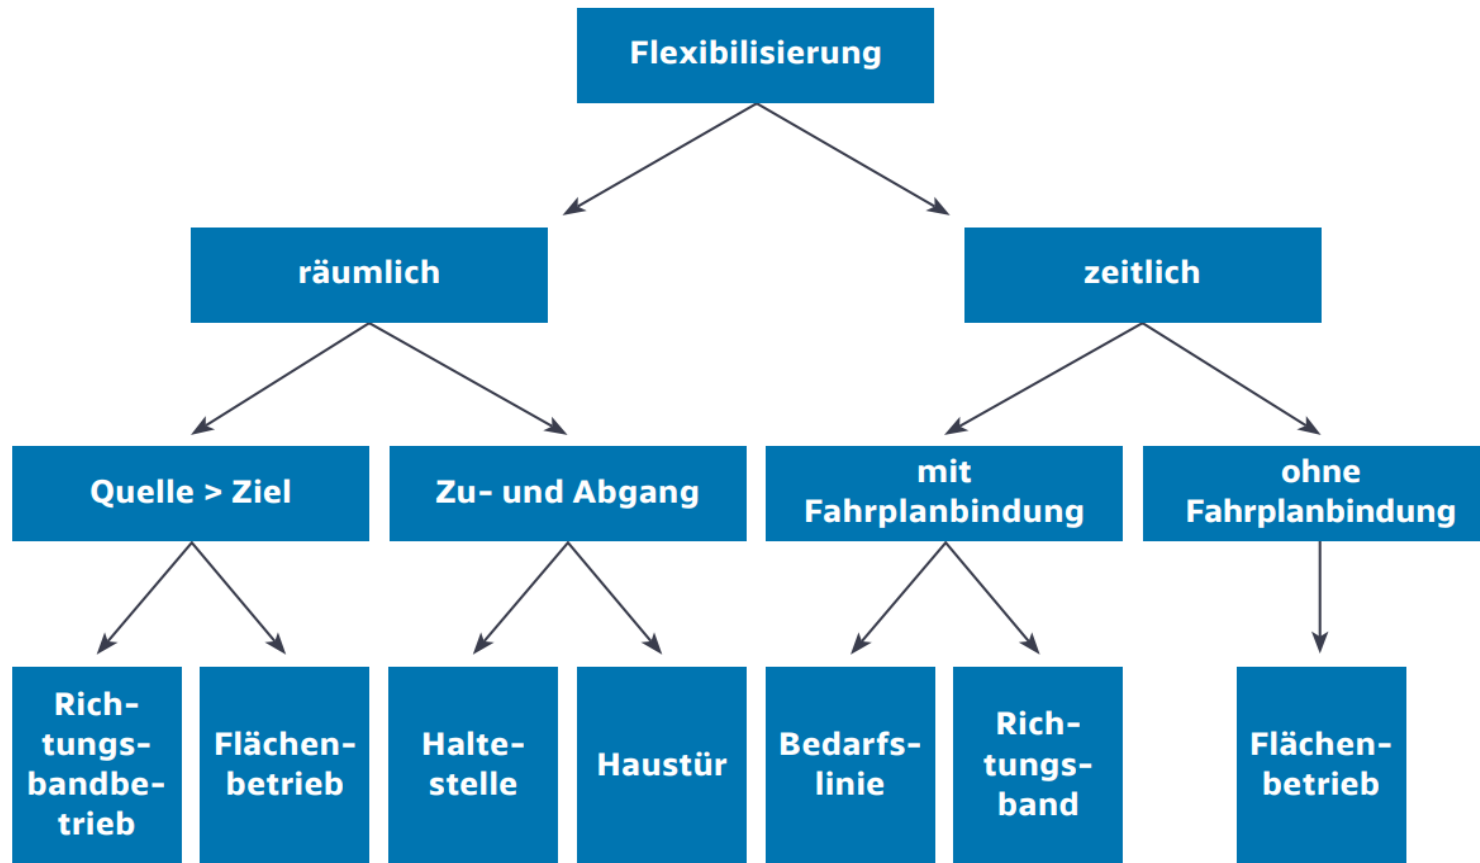 Flexibilisierung
räumlich
zeitlich
Quelle > Ziel
Zu- und Abgang
mit
Fahrplanbindung
ohne
Fahrplanbindung
Rich-
tungs-
bandbe-
trieb
Flächen-
betrieb
Halte-
stelle
Haustür
Bedarfs-
linie
Rich-
tungs-
band
Flächen-
betrieb